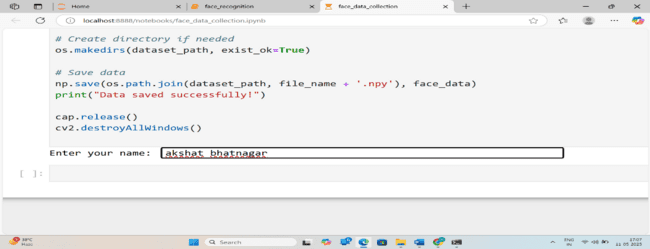 Home
face_recognition
face_data_collection
localhost:8888/notebooks/face_data_collection.ipynb
# Create directory if needed
os.makedirs(dataset_path, exist_ok=True)
# Save data
np.save(os.path.join(dataset_path, file_name + '.npy'), face_data)
print("Data saved successfully!")
cap.release()
cv2.destroyAllWindows()
Enter your name: akshat bhatnagar
[ ]:
Search
ENG
IN
17:07